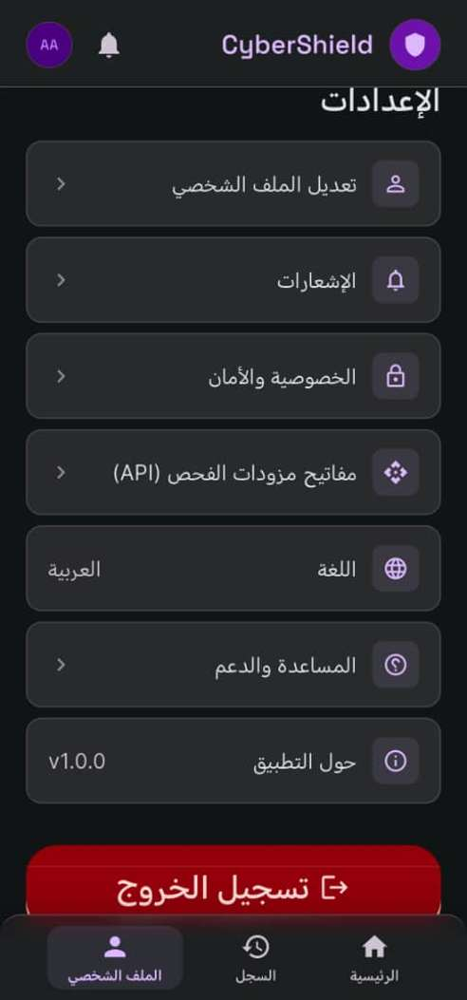 CyberShield
AA
الإعدادات
تعديل الملف الشخصي
الإشعارات
الخصوصية والأمان
مفاتيح مزودات الفحص (API)
اللغة
العربية
المساعدة والدعم
حول التطبيق
v1.0.0
تسجيل الخروج
الرئيسية
السجل
الملف الشخصي